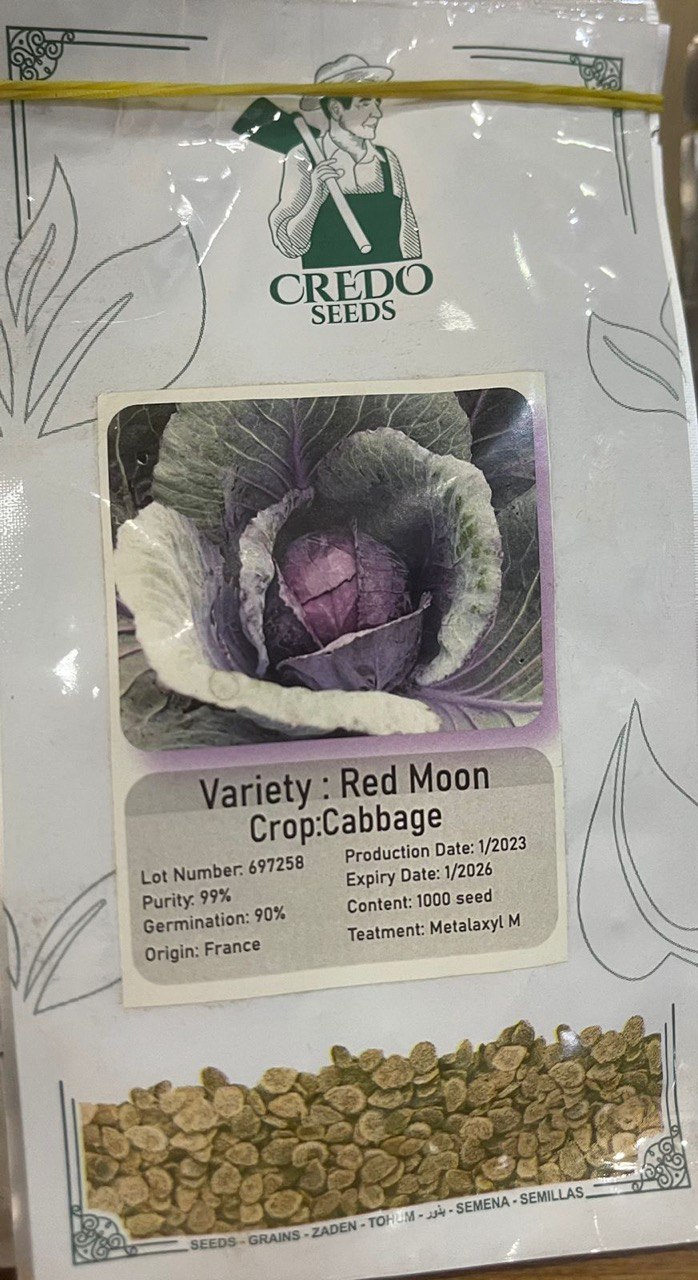 CREDO
SEEDS
Variety : Red Moon
Crop:Cabbage
Lot Number: 697258
Purity: 99%
Germination: 90%
Origin: France
Production Date: 1/2023
Expiry Date: 1/2026
Content: 1000 seed
Teatment: Metalaxyl M
SEEDS - GRAINS - ZADEN - TOHUM - بذور - SEMENA - SEMILLAS